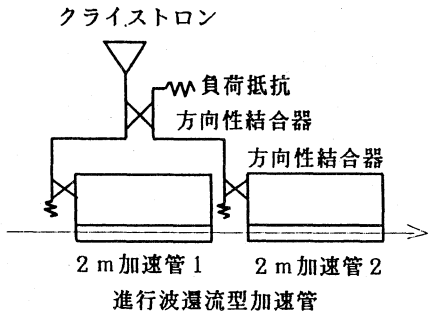 クライストロン
負荷抵抗
方向性結合器
方向性結合器
2m加速管1
2m加速管2
進行波還流型加速管